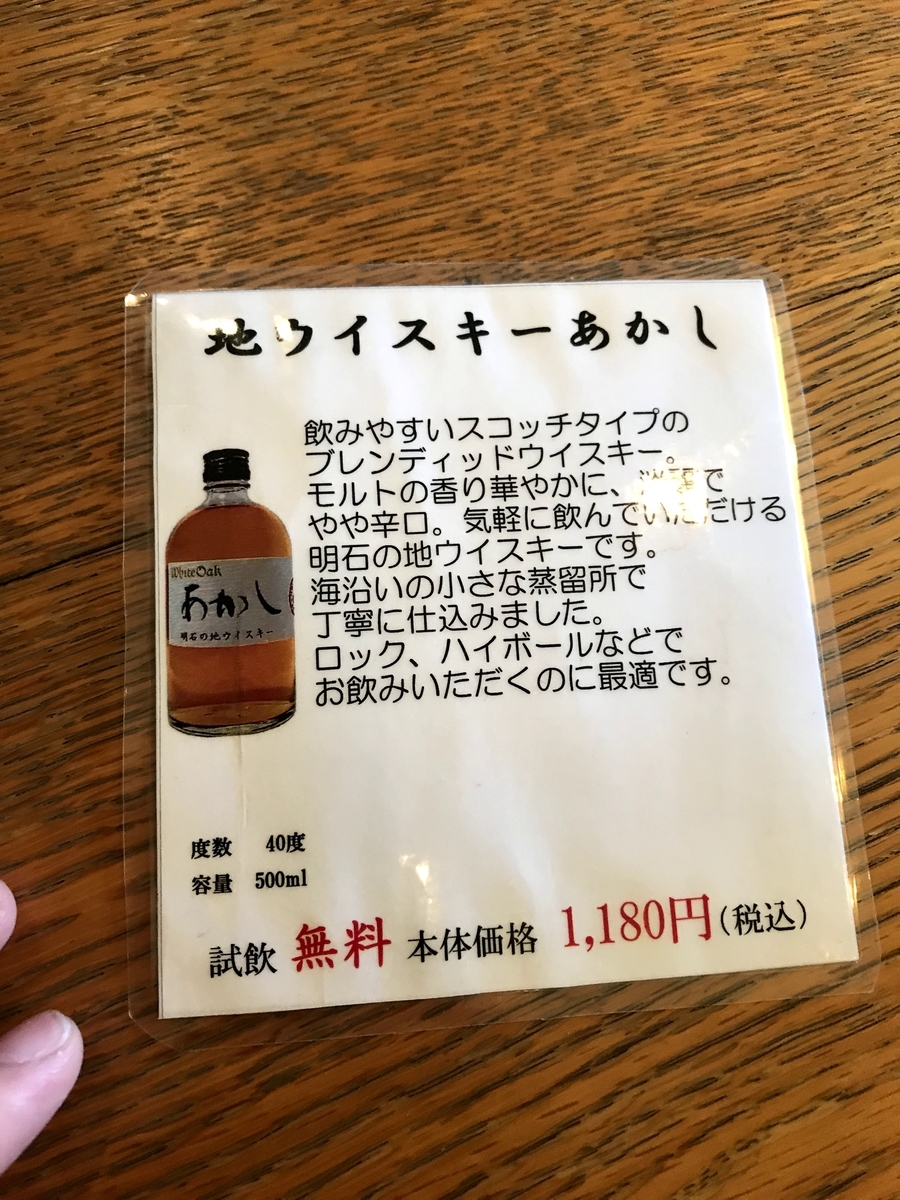 地ウイスキーあかし
飲みやすいスコッチタイプの
ブレンディッドウイスキー。
モルトの香り華やかに、淡麗で
やや辛口。気軽に飲んでいただける
明石の地ウイスキーです。
海沿いの小さな蒸留所で
丁寧に仕込みました。
ロック、ハイボールなどで
お飲みいただくのに最適です。
WhiteOak
あかし
明石の地ウイスキー
度数 40度
容量 500ml
試飲 無料 本体価格 1,180円(税込)